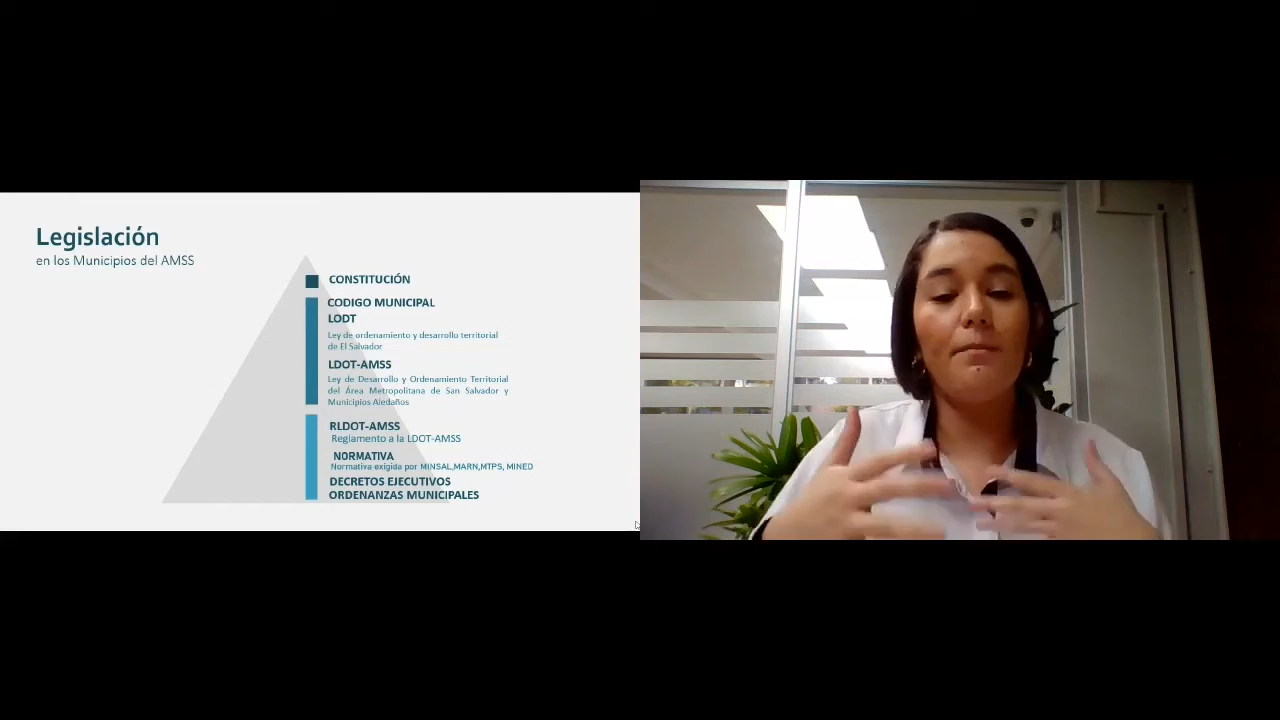 Legislación
en los Municipios del AMSS
CONSTITUCIÓN
CODIGO MUNICIPAL
LODT
Ley de ordenamiento y desarrollo territorial
de El Salvador
LDOT-AMSS
Ley de Desarrollo y Ordenamiento Territorial
del Área Metropolitana de San Salvador y
Municipios Aledaños
RLDOT-AMSS
Reglamento a la LDOT-AMSS
NORMATIVA
Normativa exigida por MINSAL,MARN,MTPS, MINED
DECRETOS EJECUTIVOS
ORDENANZAS MUNICIPALES